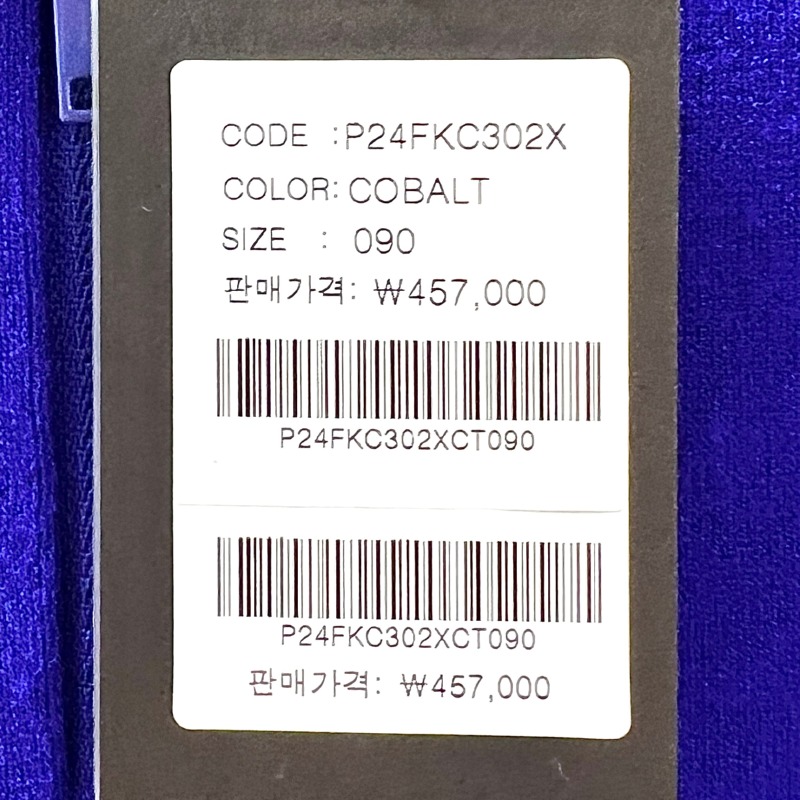 CODE :P24FKC302X
COLOR: COBALT
SIZE : 090
판매가격: ₩457,000
P24FKC302XCT090
P24FKC302XCT090
판매가격: ₩457,000